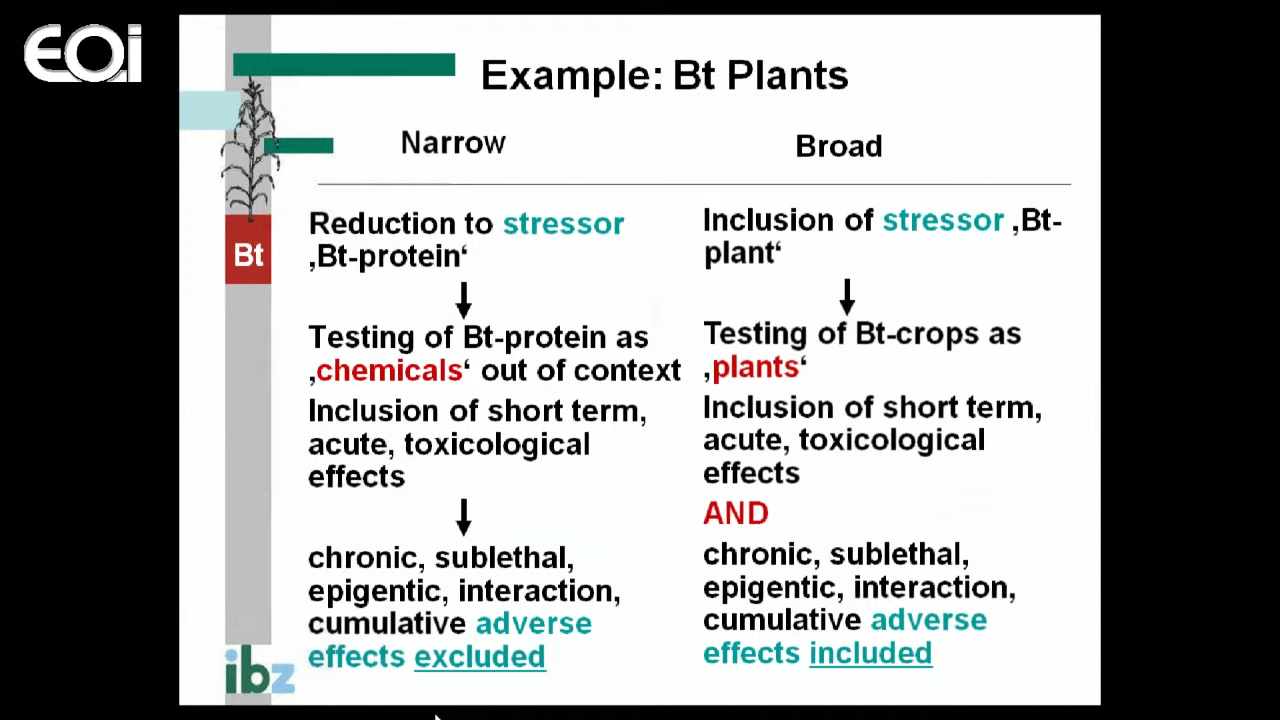 EOi
Example: Bt Plants
Narrow
Broad
Reduction to stressor
‚Bt-protein‘
Testing of Bt-protein as
‚chemicals‘ out of context
Inclusion of short term,
acute, toxicological
effects
chronic, sublethal,
epigentic, interaction,
cumulative adverse
effects excluded
Inclusion of stressor ‚Bt-
plant‘
Testing of Bt-crops as
‚plants‘
Inclusion of short term,
acute, toxicological
effects
AND
chronic, sublethal,
epigentic, interaction,
cumulative adverse
effects included
Bt
ibz